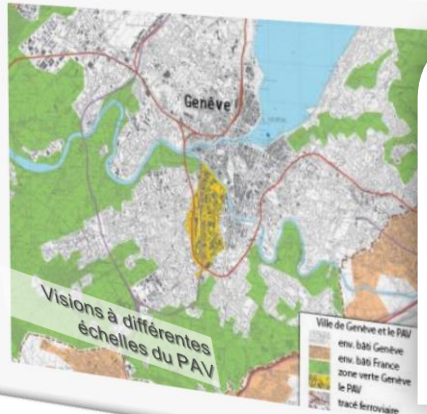 Genève
Visions à différentes
échelles du PAV
Ville de Genève et le PAV
env. bâti Genève
env. bâti France
zone verte Genève
le PAV
tracé ferroviaire